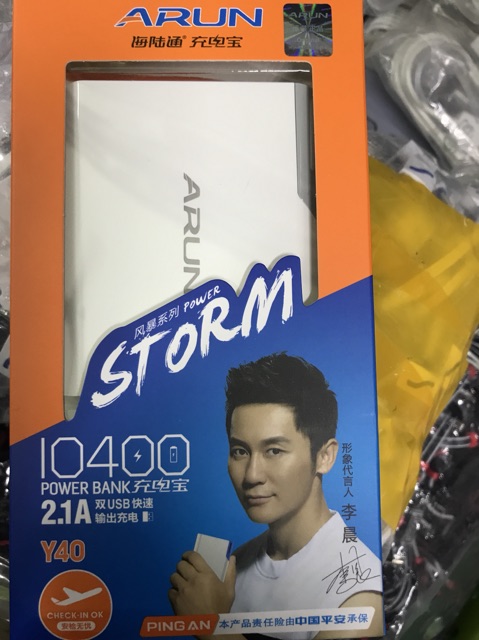 ARUN
海陆通® 充电宝
ARUN
ARUN
风暴系列 POWER
STORM
10400
POWER BANK 充电宝
2.1A 双USB快速
输出充电
Y40
形象代言人 李晨
CHECK-IN OK
安检无忧
PING AN 本产品责任险由中国平安承保